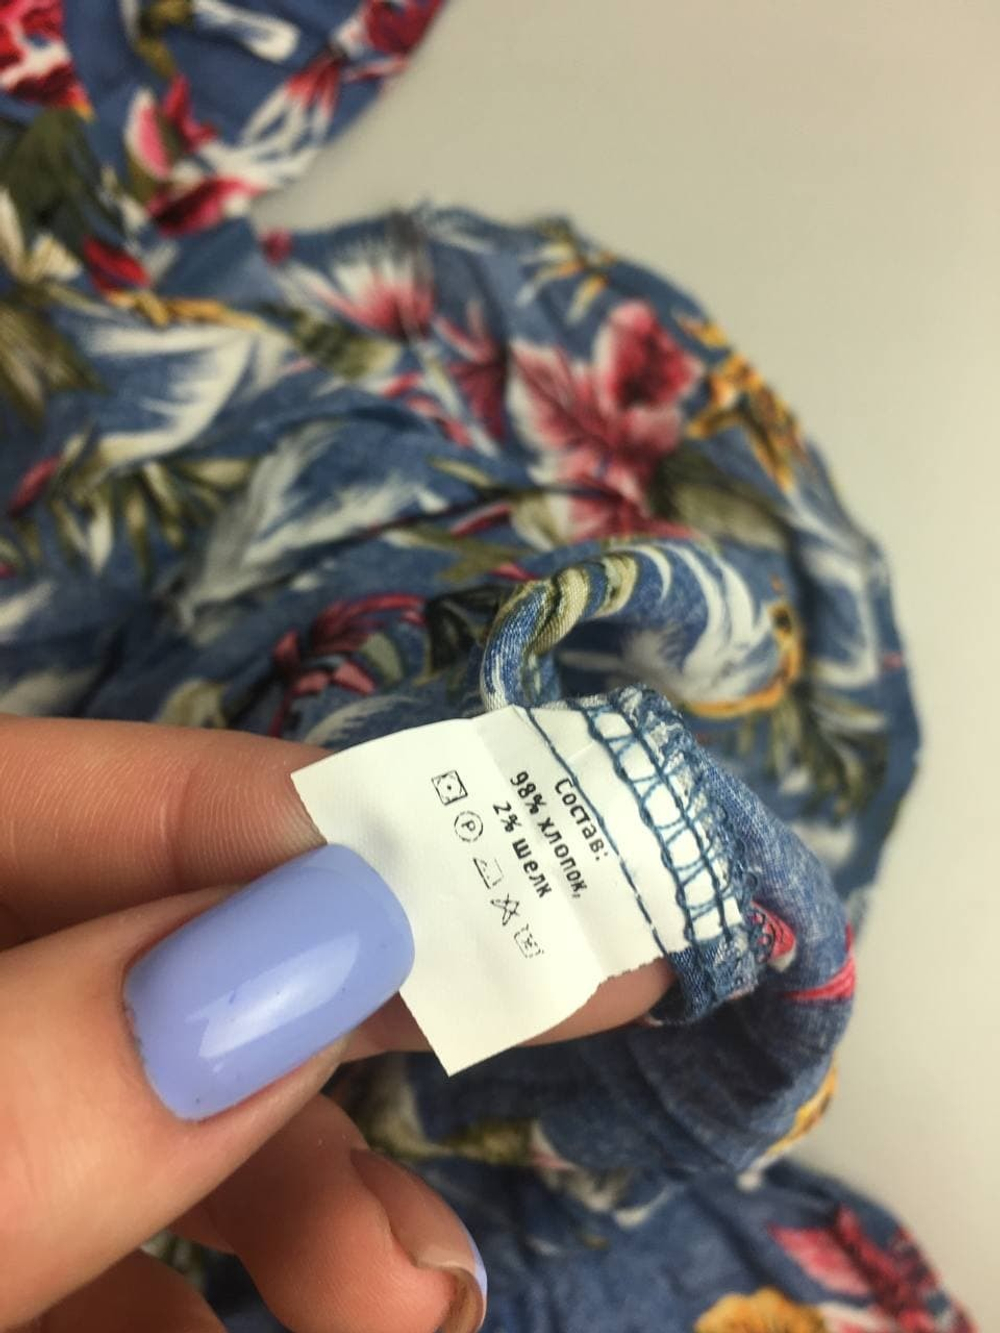 Состав:
98% хлопок,
2% шелк
P